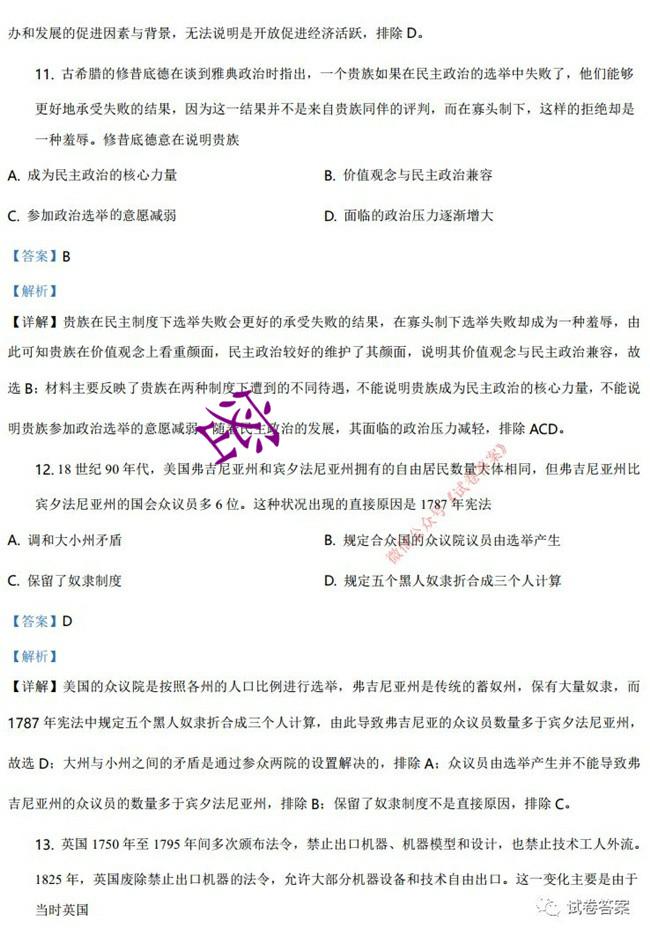 办和发展的促进因素与背景，无法说明是开放促进经济活跃，排除 D。
11. 古希腊的修昔底德在谈到雅典政治时指出，一个贵族如果在民主政治的选举中失败了，他们能够
更好地承受失败的结果，因为这一结果并不是来自贵族同伴的评判，而在寡头制下，这样的拒绝却是
一种羞辱。修昔底德意在说明贵族
A. 成为民主政治的核心力量 B. 价值观念与民主政治兼容
C. 参加政治选举的意愿减弱 D. 面临的政治压力逐渐增大
【答案】B
【解析】
【详解】贵族在民主制度下选举失败会更好的承受失败的结果，在寡头制下选举失败却成为一种羞辱，由
此可知贵族在价值观念上看重颜面，民主政治较好的维护了其颜面，说明其价值观念与民主政治兼容，故
选 B；材料主要反映了贵族在两种制度下遭到的不同待遇，不能说明贵族成为民主政治的核心力量，不能说
明贵族参加政治选举的意愿减弱，随着民主政治的发展，其面临的政治压力减轻，排除 ACD。
12. 18 世纪 90 年代，美国弗吉尼亚州和宾夕法尼亚州拥有的自由居民数量大体相同，但弗吉尼亚州比
宾夕法尼亚州的国会众议员多 6 位。这种状况出现的直接原因是 1787 年宪法
A. 调和大小州矛盾 B. 规定合众国的众议院议员由选举产生
C. 保留了奴隶制度 D. 规定五个黑人奴隶折合成三个人计算
【答案】D
【解析】
【详解】美国的众议院是按照各州的人口比例进行选举，弗吉尼亚州是传统的蓄奴州，保有大量奴隶，而
1787 年宪法中规定五个黑人奴隶折合成三个人计算，由此导致弗吉尼亚的众议员数量多于宾夕法尼亚州，
故选 D；大州与小州之间的矛盾是通过参众两院的设置解决的，排除 A；众议员由选举产生并不能导致弗
吉尼亚州的众议员的数量多于宾夕法尼亚州，排除 B；保留了奴隶制度不是直接原因，排除 C。
13. 英国 1750 年至 1795 年间多次颁布法令，禁止出口机器、机器模型和设计，也禁止技术工人外流。
1825 年，英国废除禁止出口机器的法令，允许大部分机器设备和技术自由出口。这一变化主要是由于
当时英国
微信公众号《试卷答案》
试卷答案